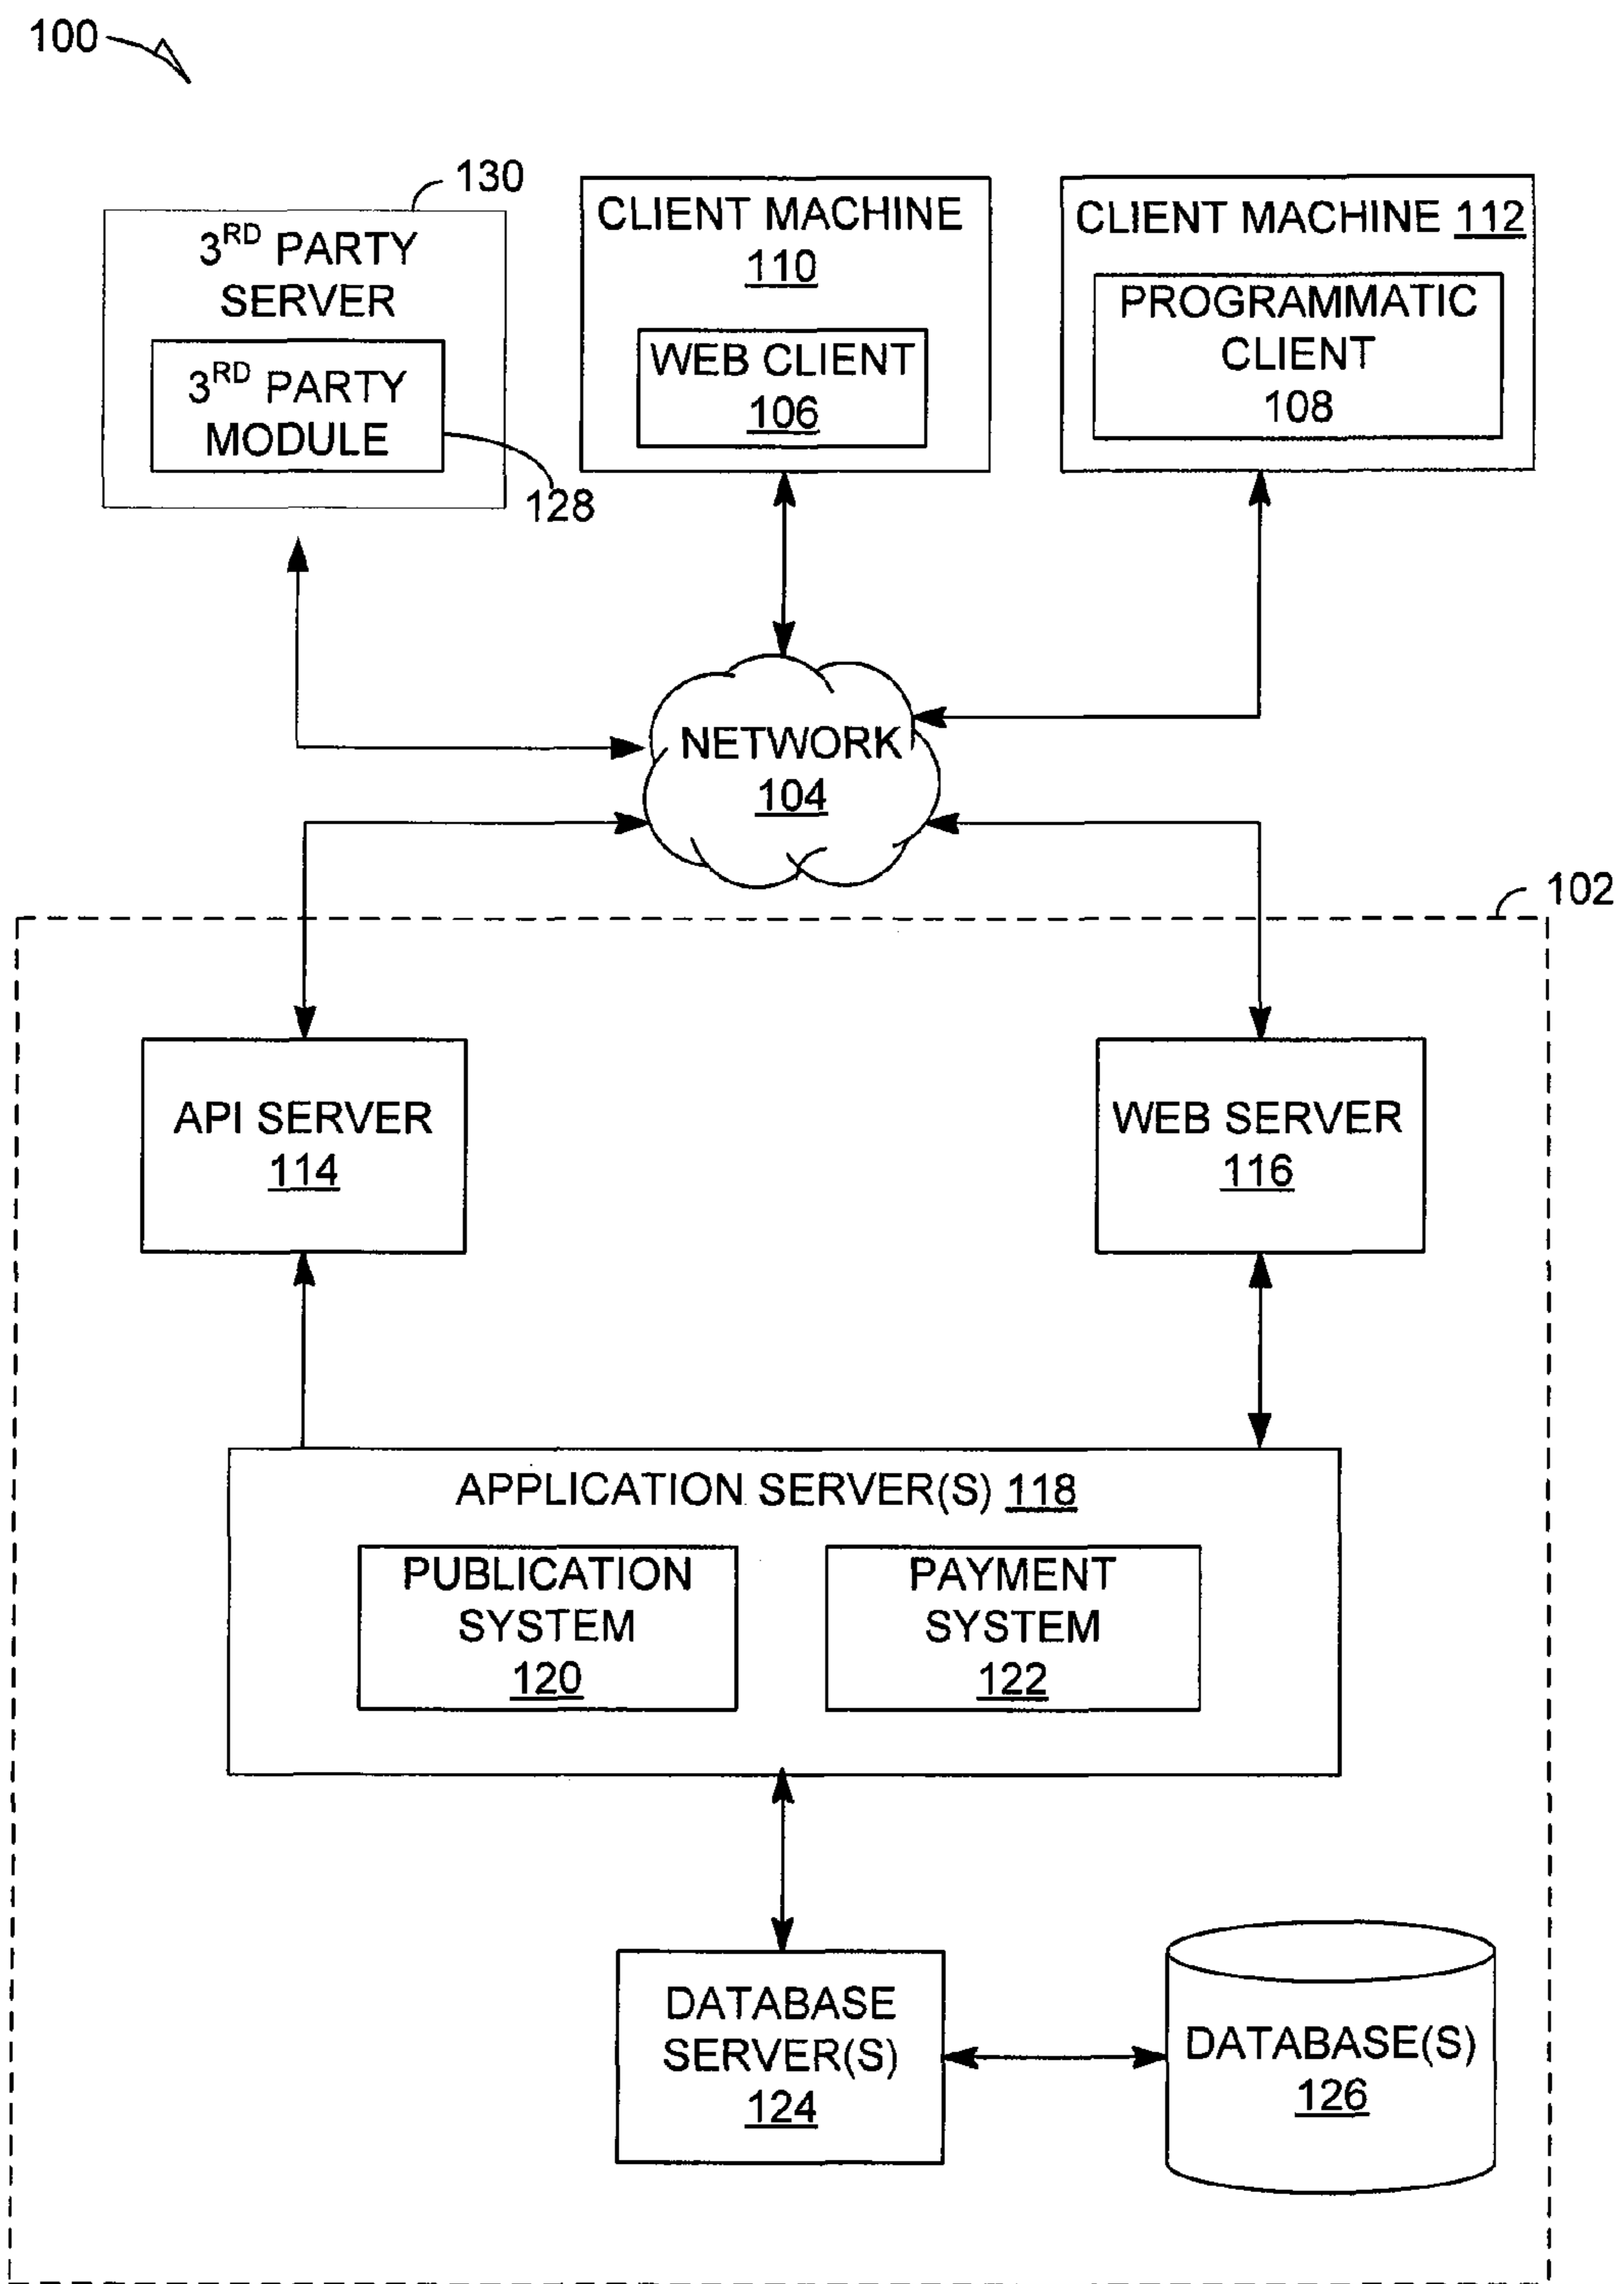 100
130
3RD PARTY
SERVER
3RD PARTY
MODULE
128
CLIENT MACHINE
110
WEB CLIENT
106
CLIENT MACHINE 112
PROGRAMMATIC
CLIENT
108
NETWORK
104
102
API SERVER
114
WEB SERVER
116
APPLICATION SERVER(S) 118
PUBLICATION
SYSTEM
120
PAYMENT
SYSTEM
122
DATABASE
SERVER(S)
124
DATABASE(S)
126